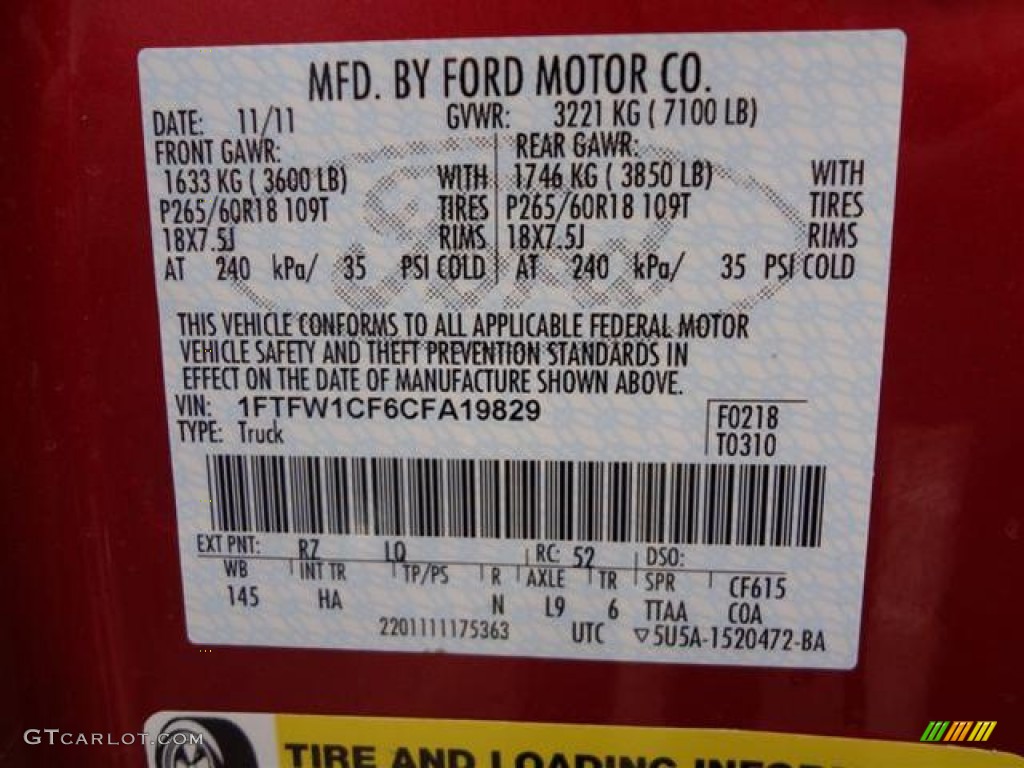 MFD. BY FORD MOTOR CO.
DATE: 11/11 GVWR: 3221 KG ( 7100 LB)
FRONT GAWR: REAR GAWR:
1633 KG ( 3600 LB) WITH 1746 KG ( 3850 LB) WITH
P265/60R18 109T TIRES P265/60R18 109T TIRES
18X7.5J RIMS 18X7.5J RIMS
AT 240 kPa/ 35 PSI COLD AT 240 kPa/ 35 PSI COLD
THIS VEHICLE CONFORMS TO ALL APPLICABLE FEDERAL MOTOR
VEHICLE SAFETY AND THEFT PREVENTION STANDARDS IN
EFFECT ON THE DATE OF MANUFACTURE SHOWN ABOVE.
VIN: 1FTFW1CF6CFA19829 F0218
TYPE: Truck T0310
EXT PNT: RZ LQ RC: 52 DSO:
WB INT TR TP/PS R AXLE TR SPR CF615
145 HA N L9 6 TTAA COA
2201111175363 UTC ▽5U5A-1520472-BA
GTCARLOT.COM
TIRE AND LOADING INFORM